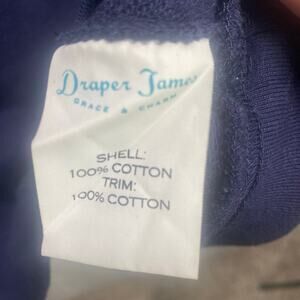 Draper James
GRACE & CHARM
SHELL:
100% COTTON
TRIM:
100% COTTON